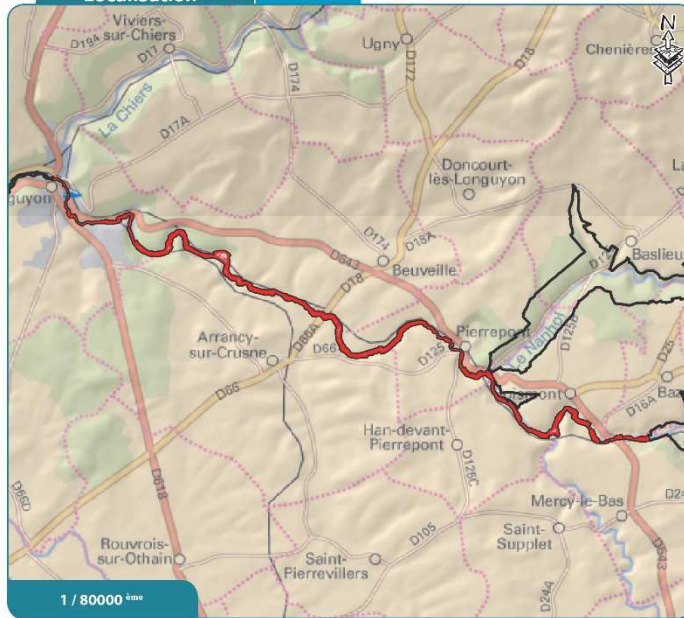 Localisation
N
Viviers-
sur-Chiers
D194
D17
La Chiers
D17A
D174
Ugny
D172
D18
Chenières
guyon
Doncourt-
lès-Longuyon
D174
D18A
D643
D18
Beuveille
Baslieux
D125B
Le Nanhol
Pierrepont
D125
D66
D66A
Arrancy-
sur-Crusne
D66
D25
D16A
Han-devant-
Pierrepont
D125C
D618
D66D
Mercy-le-Bas
D105
Saint-
Supplet
D643
Rouvrois-
sur-Othain
Saint-
Pierrevillers
D24A
1 / 80000 ème